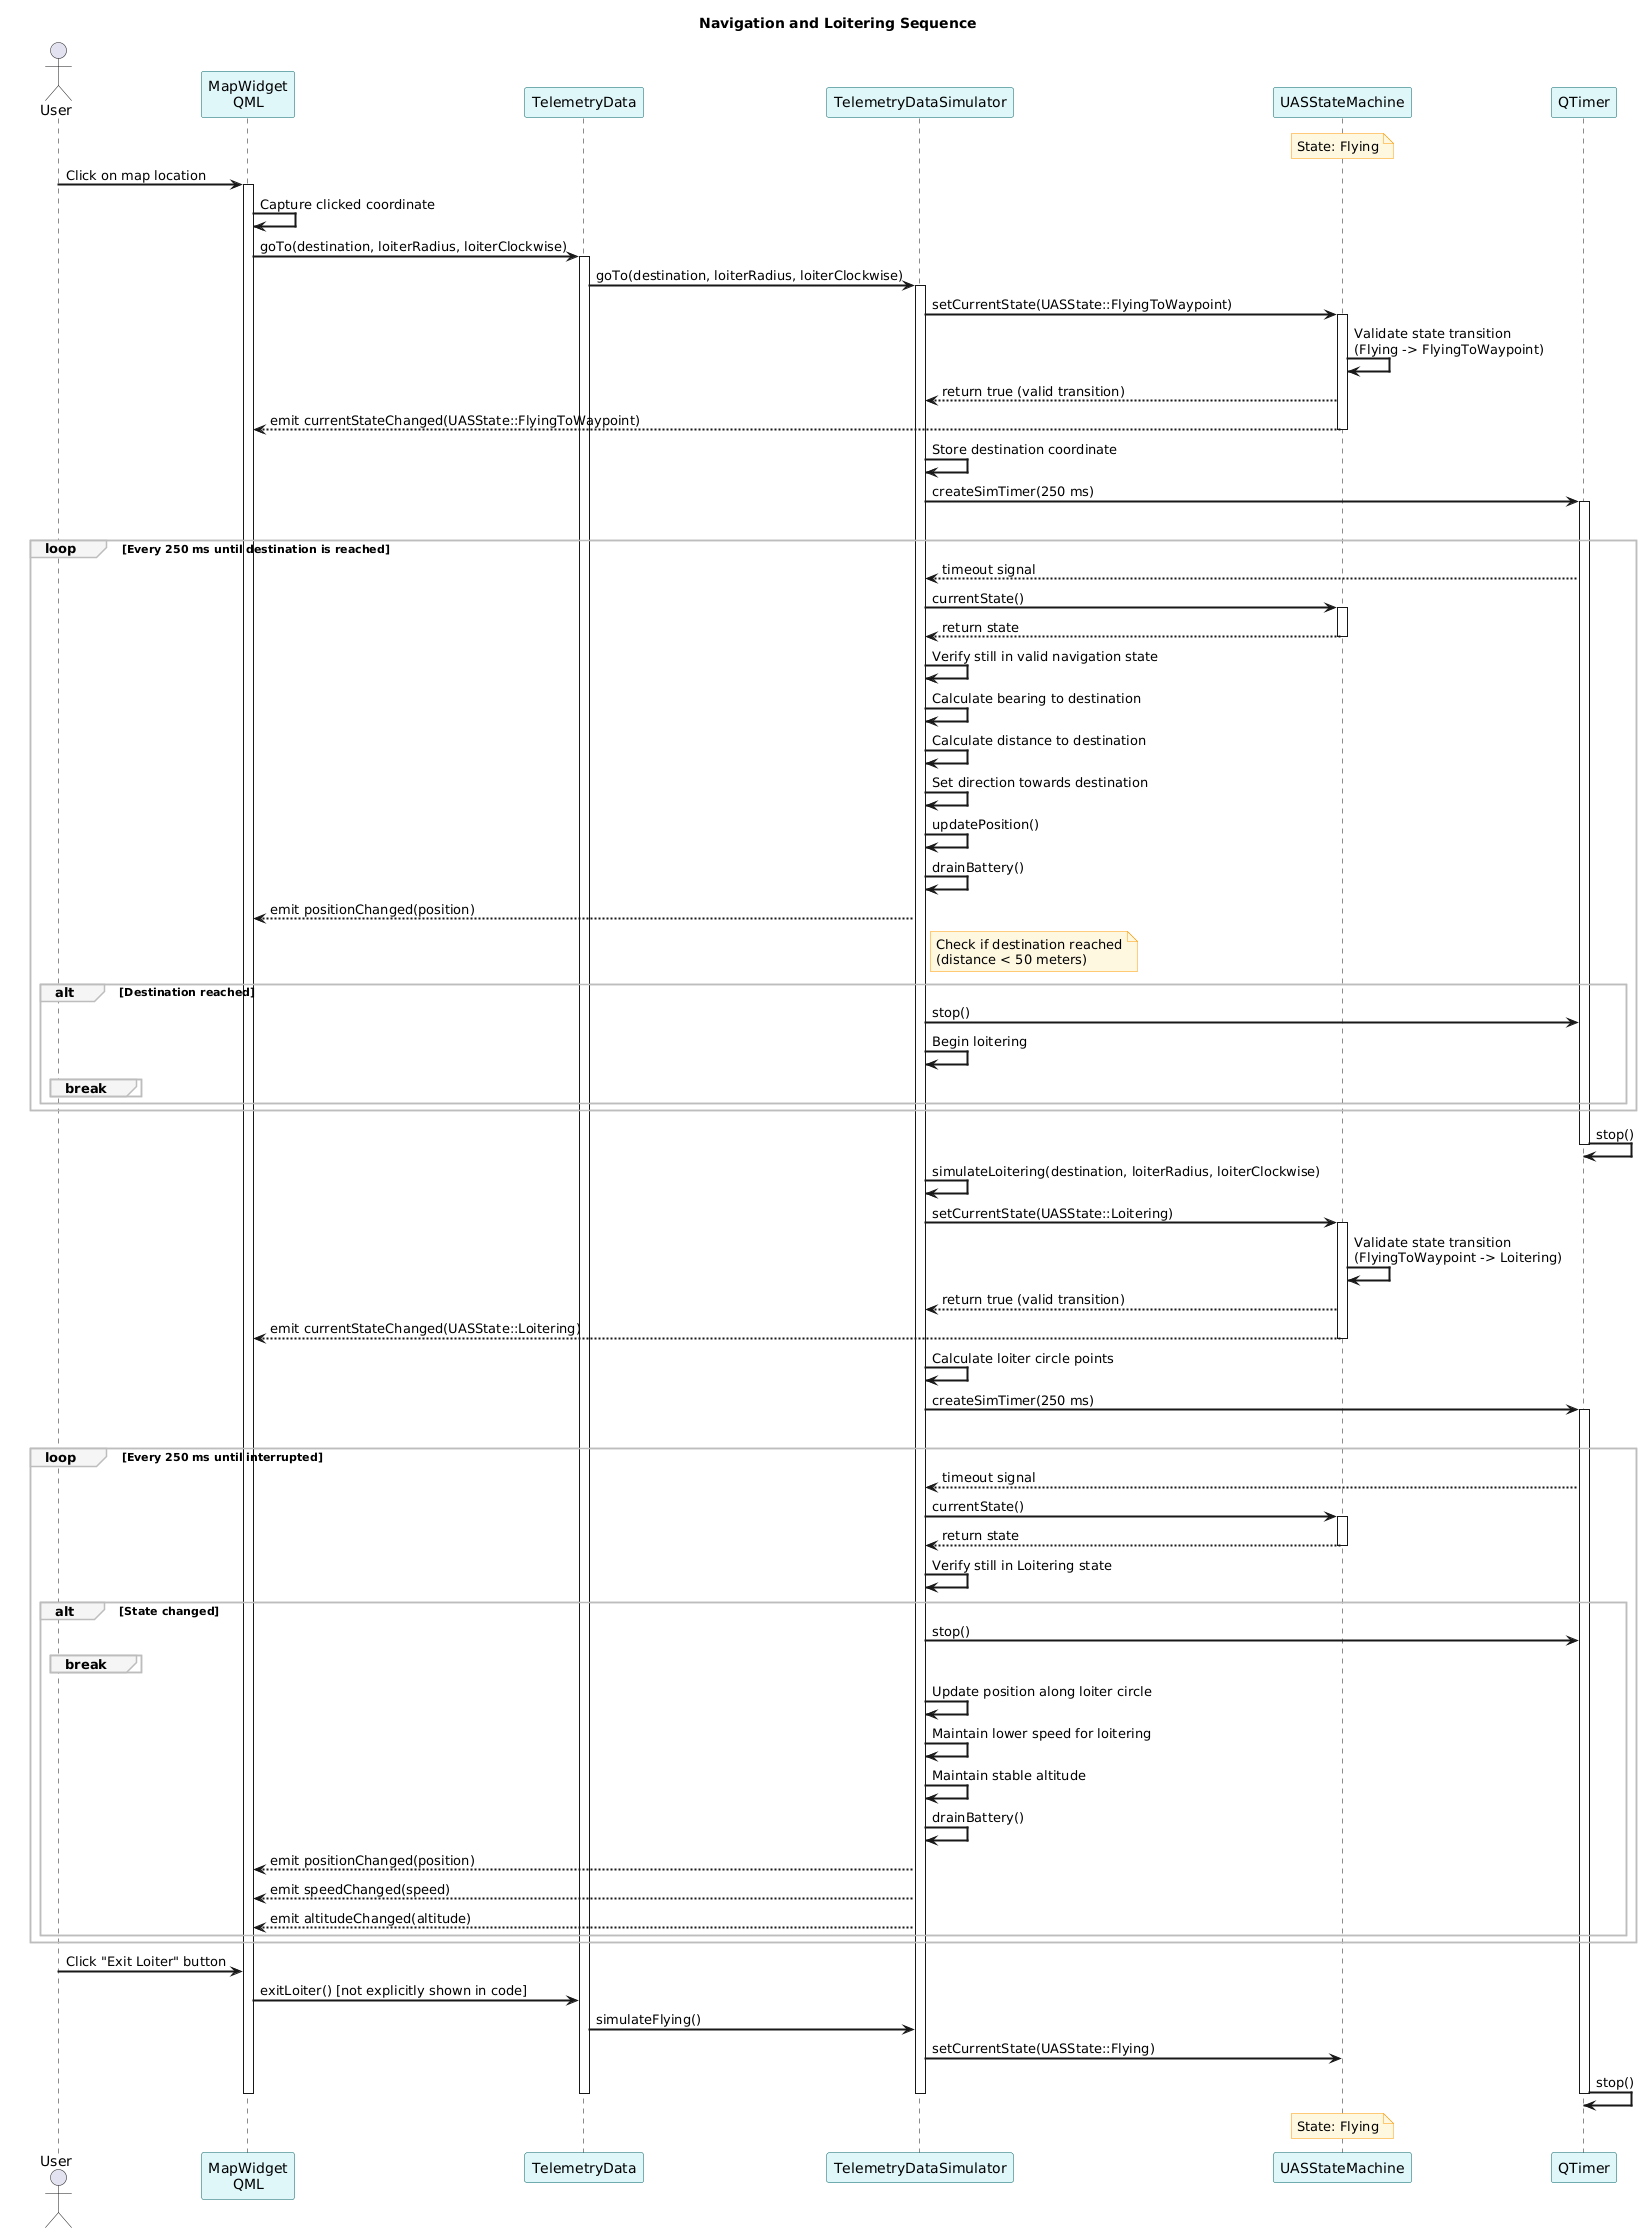 Navigation and Loitering Sequence
User
MapWidget
QML
TelemetryData
TelemetryDataSimulator
UASStateMachine
QTimer
State: Flying
Click on map location
Capture clicked coordinate
goTo(destination, loiterRadius, loiterClockwise)
goTo(destination, loiterRadius, loiterClockwise)
setCurrentState(UASState::FlyingToWaypoint)
Validate state transition
(Flying -> FlyingToWaypoint)
return true (valid transition)
emit currentStateChanged(UASState::FlyingToWaypoint)
Store destination coordinate
createSimTimer(250 ms)
loop [Every 250 ms until destination is reached]
timeout signal
currentState()
return state
Verify still in valid navigation state
Calculate bearing to destination
Calculate distance to destination
Set direction towards destination
updatePosition()
drainBattery()
emit positionChanged(position)
Check if destination reached
(distance < 50 meters)
alt [Destination reached]
stop()
Begin loitering
break
stop()
simulateLoitering(destination, loiterRadius, loiterClockwise)
setCurrentState(UASState::Loitering)
Validate state transition
(FlyingToWaypoint -> Loitering)
return true (valid transition)
emit currentStateChanged(UASState::Loitering)
Calculate loiter circle points
createSimTimer(250 ms)
loop [Every 250 ms until interrupted]
timeout signal
currentState()
return state
Verify still in Loitering state
alt [State changed]
stop()
break
Update position along loiter circle
Maintain lower speed for loitering
Maintain stable altitude
drainBattery()
emit positionChanged(position)
emit speedChanged(speed)
emit altitudeChanged(altitude)
Click "Exit Loiter" button
exitLoiter() [not explicitly shown in code]
simulateFlying()
setCurrentState(UASState::Flying)
stop()
State: Flying
User
MapWidget
QML
TelemetryData
TelemetryDataSimulator
UASStateMachine
QTimer